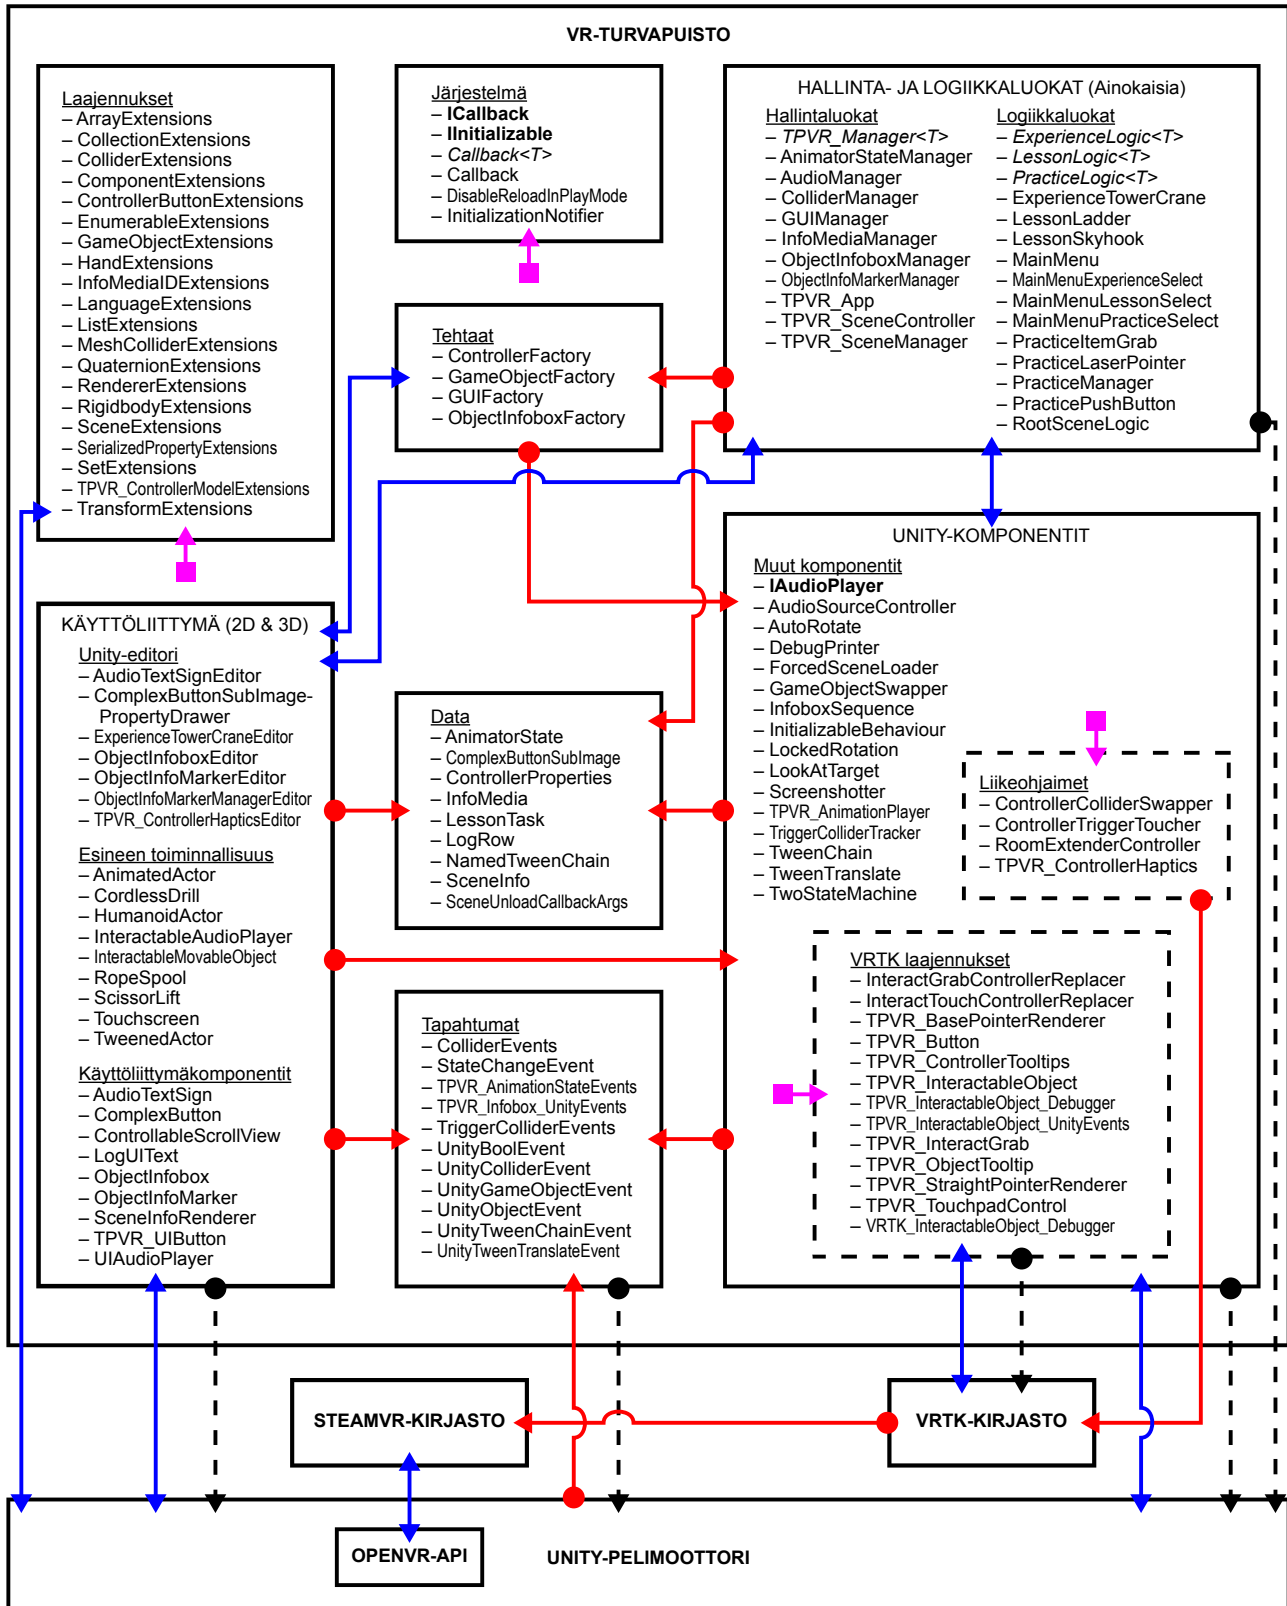 VR-TURVAPUISTO
Laajennukset
– ArrayExtensions
– CollectionExtensions
– ColliderExtensions
– ComponentExtensions
– ControllerButtonExtensions
– EnumerableExtensions
– GameObjectExtensions
– HandExtensions
– InfoMediaIDExtensions
– LanguageExtensions
– ListExtensions
– MeshColliderExtensions
– QuaternionExtensions
– RendererExtensions
– RigidbodyExtensions
– SceneExtensions
– SerializedPropertyExtensions
– SetExtensions
– TPVR_ControllerModelExtensions
– TransformExtensions
Järjestelmä
– ICallback
– IInitializable
– Callback<T>
– Callback
– DisableReloadInPlayMode
– InitializationNotifier
HALLINTA- JA LOGIIKKALUOKAT (Ainokaisia)
Hallintaluokat
– TPVR_Manager<T>
– AnimatorStateManager
– AudioManager
– ColliderManager
– GUIManager
– InfoMediaManager
– ObjectInfoboxManager
– ObjectInfoMarkerManager
– TPVR_App
– TPVR_SceneController
– TPVR_SceneManager
Logiikkaluokat
– ExperienceLogic<T>
– LessonLogic<T>
– PracticeLogic<T>
– ExperienceTowerCrane
– LessonLadder
– LessonSkyhook
– MainMenu
– MainMenuExperienceSelect
– MainMenuLessonSelect
– MainMenuPracticeSelect
– PracticeItemGrab
– PracticeLaserPointer
– PracticeManager
– PracticePushButton
– RootSceneLogic
Tehtaat
– ControllerFactory
– GameObjectFactory
– GUIFactory
– ObjectInfoboxFactory
KÄYTTÖLIITTYMÄ (2D & 3D)
Unity-editori
– AudioTextSignEditor
– ComplexButtonSubImage-
PropertyDrawer
– ExperienceTowerCraneEditor
– ObjectInfoboxEditor
– ObjectInfoMarkerEditor
– ObjectInfoMarkerManagerEditor
– TPVR_ControllerHapticsEditor
Esineen toiminnallisuus
– AnimatedActor
– CordlessDrill
– HumanoidActor
– InteractableAudioPlayer
– InteractableMovableObject
– RopeSpool
– ScissorLift
– Touchscreen
– TweenedActor
Käyttöliittymäkomponentit
– AudioTextSign
– ComplexButton
– ControllableScrollView
– LogUIText
– ObjectInfobox
– ObjectInfoMarker
– SceneInfoRenderer
– TPVR_UIButton
– UIAudioPlayer
Data
– AnimatorState
– ComplexButtonSubImage
– ControllerProperties
– InfoMedia
– LessonTask
– LogRow
– NamedTweenChain
– SceneInfo
– SceneUnloadCallbackArgs
Tapahtumat
– ColliderEvents
– StateChangeEvent
– TPVR_AnimationStateEvents
– TPVR_Infobox_UnityEvents
– TriggerColliderEvents
– UnityBoolEvent
– UnityColliderEvent
– UnityGameObjectEvent
– UnityObjectEvent
– UnityTweenChainEvent
– UnityTweenTranslateEvent
UNITY-KOMPONENTIT
Muut komponentit
– IAudioPlayer
– AudioSourceController
– AutoRotate
– DebugPrinter
– ForcedSceneLoader
– GameObjectSwapper
– InfoboxSequence
– InitializableBehaviour
– LockedRotation
– LookAtTarget
– Screenshotter
– TPVR_AnimationPlayer
– TriggerColliderTracker
– TweenChain
– TweenTranslate
– TwoStateMachine
Liikeohjaimet
– ControllerColliderSwapper
– ControllerTriggerToucher
– RoomExtenderController
– TPVR_ControllerHaptics
VRTK laajennukset
– InteractGrabControllerReplacer
– InteractTouchControllerReplacer
– TPVR_BasePointerRenderer
– TPVR_Button
– TPVR_ControllerTooltips
– TPVR_InteractableObject
– TPVR_InteractableObject_Debugger
– TPVR_InteractableObject_UnityEvents
– TPVR_InteractGrab
– TPVR_ObjectTooltip
– TPVR_StraightPointerRenderer
– TPVR_TouchpadControl
– VRTK_InteractableObject_Debugger
STEAMVR-KIRJASTO
VRTK-KIRJASTO
OPENVR-API
UNITY-PELIMOOTTORI